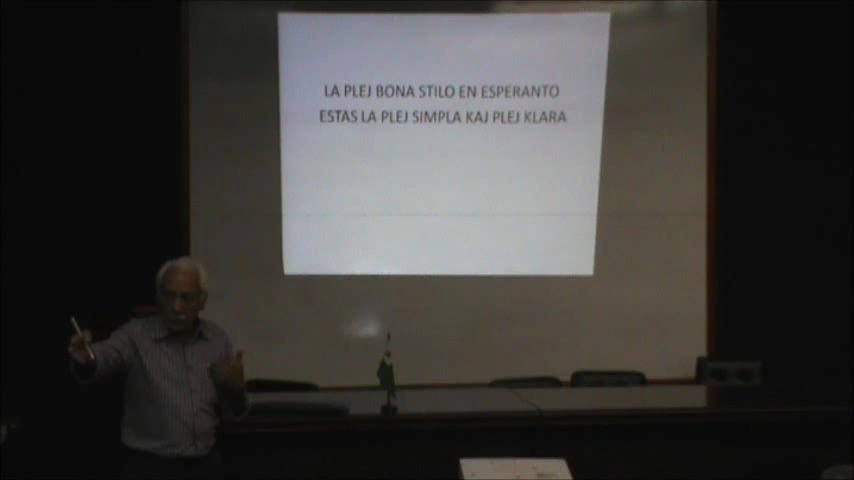 LA PLEJ BONA STILO EN ESPERANTO
ESTAS LA PLEJ SIMPLA KAJ PLEJ KLARA